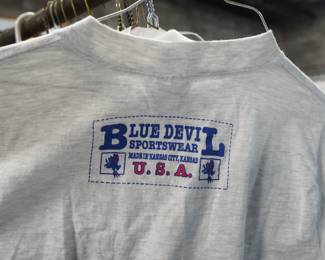 BLUE DEVIL
SPORTSWEAR
MADE IN KANSAS CITY, KANSAS
U.S.A.